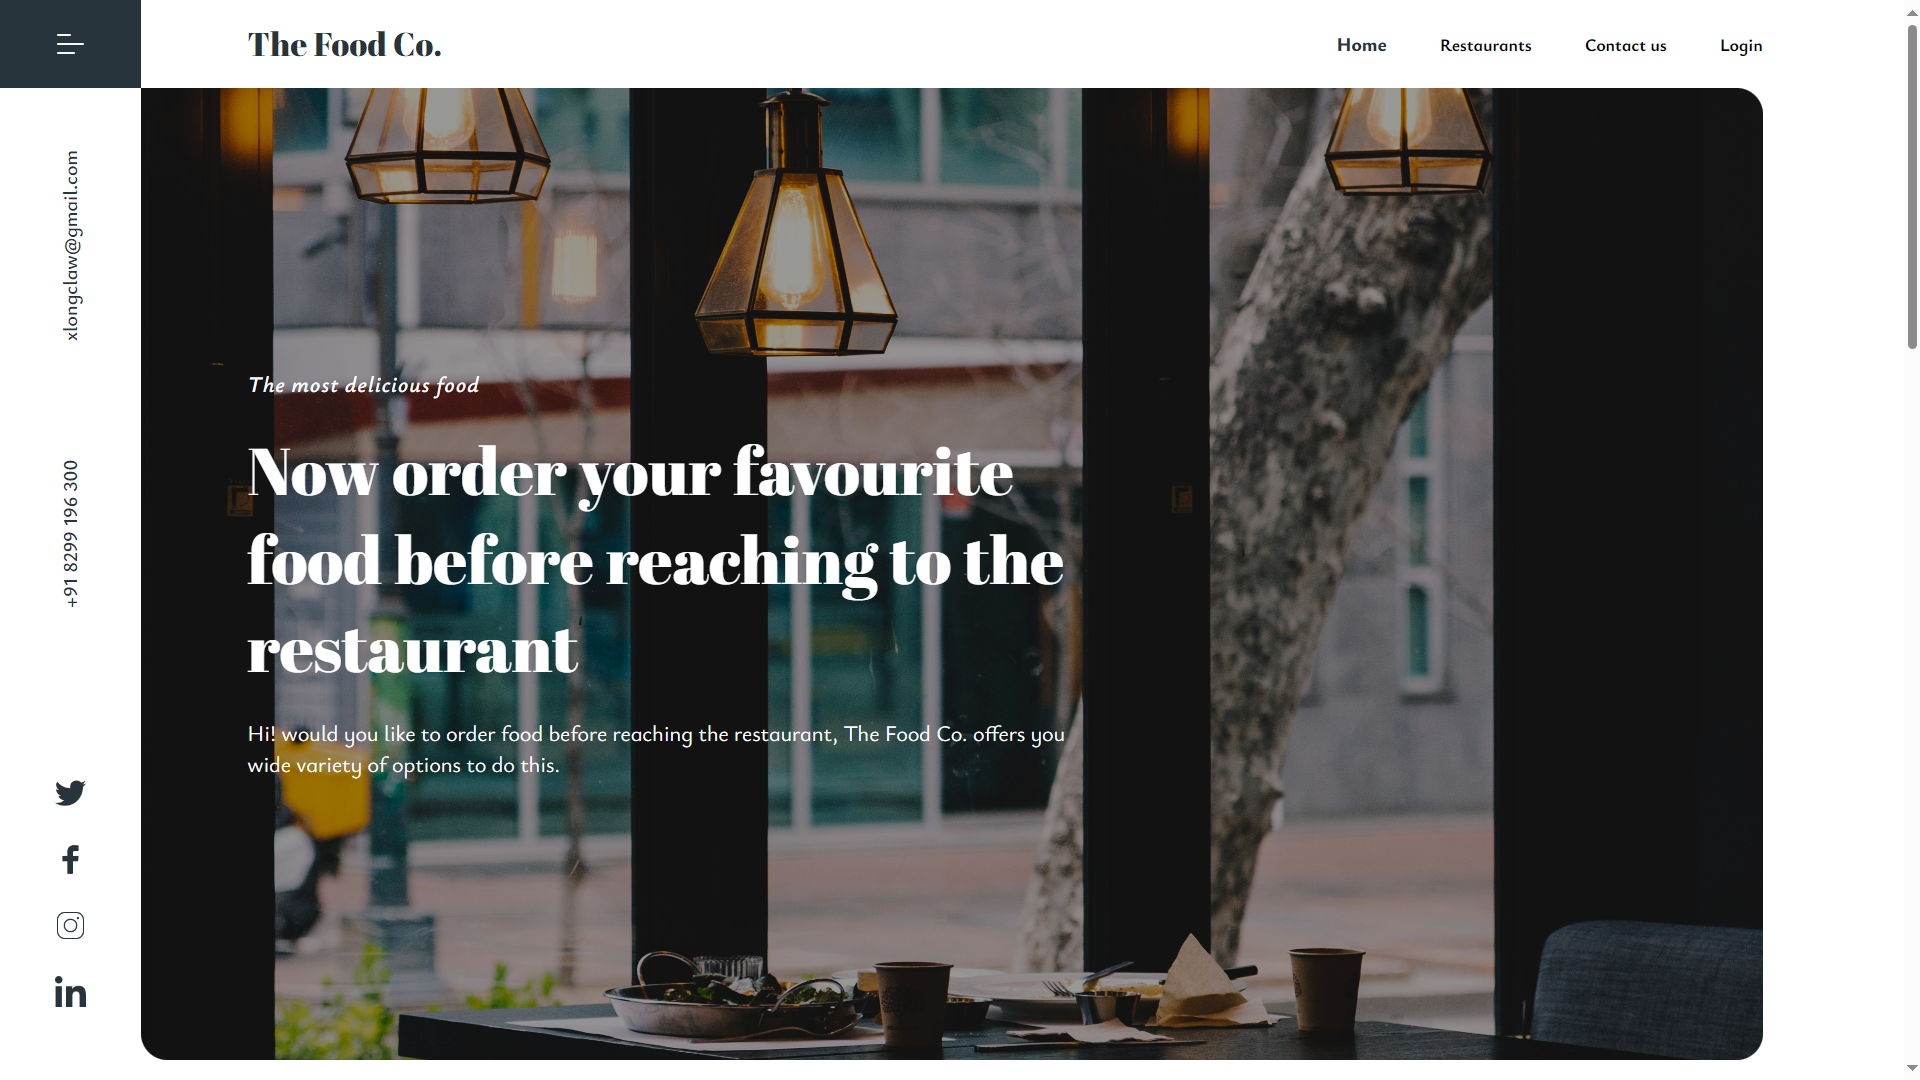 The Food Co.
Home
Restaurants
Contact us
Login
xlongclaw@gmail.com
+91 8299 196 300
The most delicious food
Now order your favourite
food before reaching to the
restaurant
Hi! would you like to order food before reaching the restaurant, The Food Co. offers you
wide variety of options to do this.